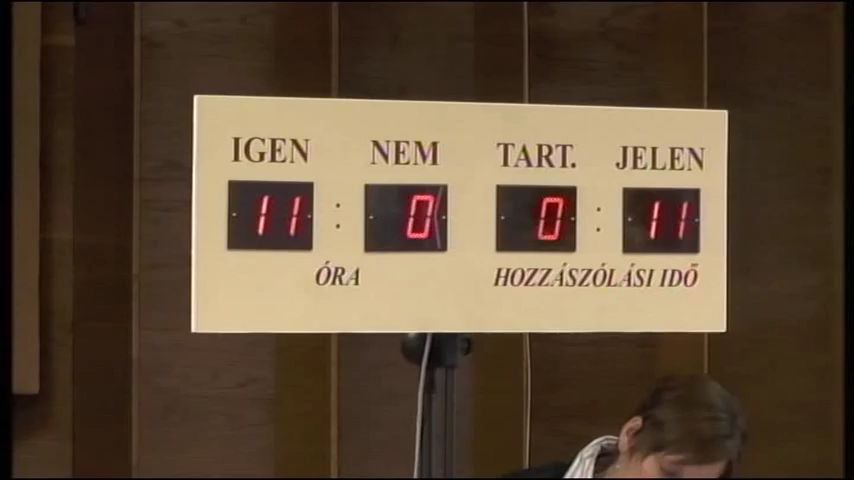 IGEN NEM TART. JELEN
11 : 0 0 : 11
ÓRA HOZZÁSZÓLÁSI IDŐ